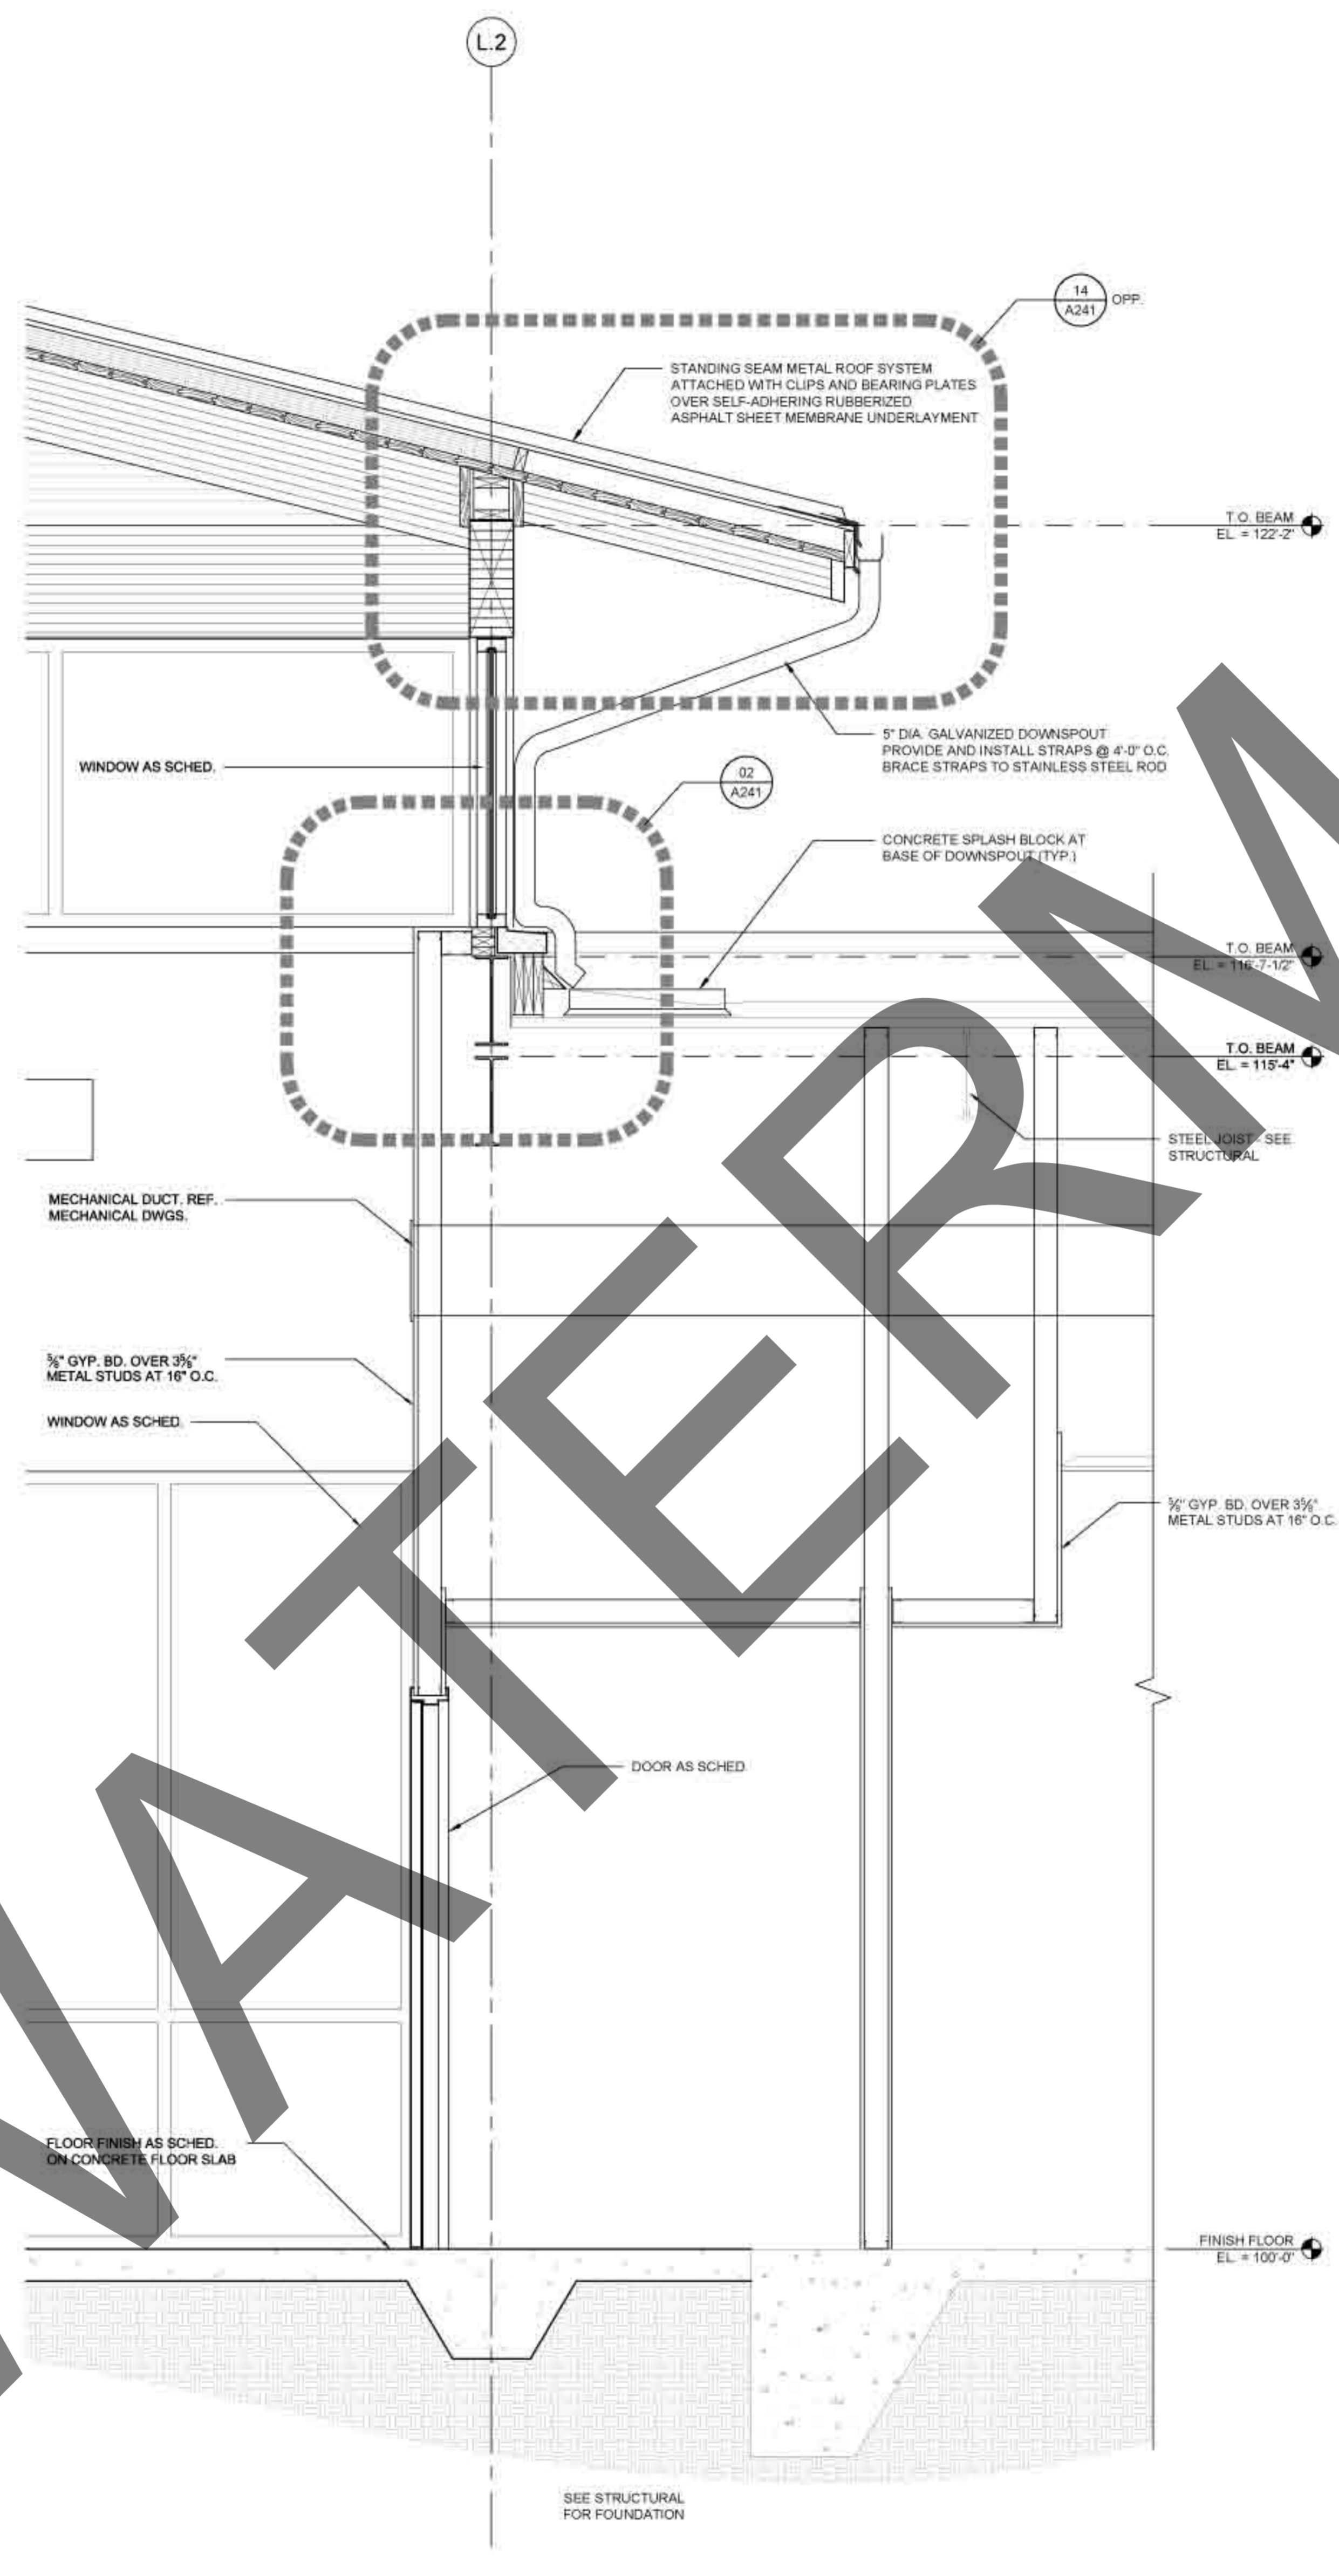 L.2
14
A241
OPP.
STANDING SEAM METAL ROOF SYSTEM
ATTACHED WITH CLIPS AND BEARING PLATES
OVER SELF-ADHERING RUBBERIZED
ASPHALT SHEET MEMBRANE UNDERLAYMENT
T.O. BEAM
EL. = 122'-2"
5" DIA. GALVANIZED DOWNSPOUT
PROVIDE AND INSTALL STRAPS @ 4'-0" O.C.
BRACE STRAPS TO STAINLESS STEEL ROD
WINDOW AS SCHED.
02
A241
CONCRETE SPLASH BLOCK AT
BASE OF DOWNSPOUT (TYP.)
T.O. BEAM
EL. = 116'-7-1/2"
T.O. BEAM
EL. = 115'-4"
STEEL JOIST - SEE
STRUCTURAL
MECHANICAL DUCT. REF.
MECHANICAL DWGS.
⅝" GYP. BD. OVER 3⅝"
METAL STUDS AT 16" O.C.
WINDOW AS SCHED.
⅝" GYP. BD. OVER 3⅝"
METAL STUDS AT 16" O.C.
DOOR AS SCHED.
FLOOR FINISH AS SCHED.
ON CONCRETE FLOOR SLAB
FINISH FLOOR
EL. = 100'-0"
SEE STRUCTURAL
FOR FOUNDATION
WATERM